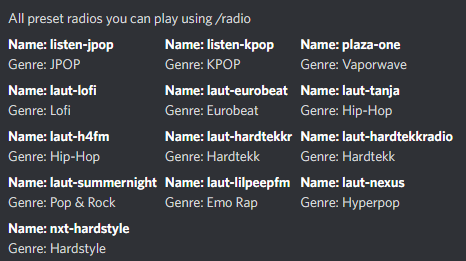 All preset radios you can play using /radio
Name: listen-jpop Name: listen-kpop Name: plaza-one
Genre: JPOP Genre: KPOP Genre: Vaporwave
Name: laut-lofi Name: laut-eurobeat Name: laut-tanja
Genre: Lofi Genre: Eurobeat Genre: Hip-Hop
Name: laut-h4fm Name: laut-hardtekkr Name: laut-hardtekkradio
Genre: Hip-Hop Genre: Hardtekk Genre: Hardtekk
Name: laut-summernight Name: laut-lilpeepfm Name: laut-nexus
Genre: Pop & Rock Genre: Emo Rap Genre: Hyperpop
Name: nxt-hardstyle
Genre: Hardstyle